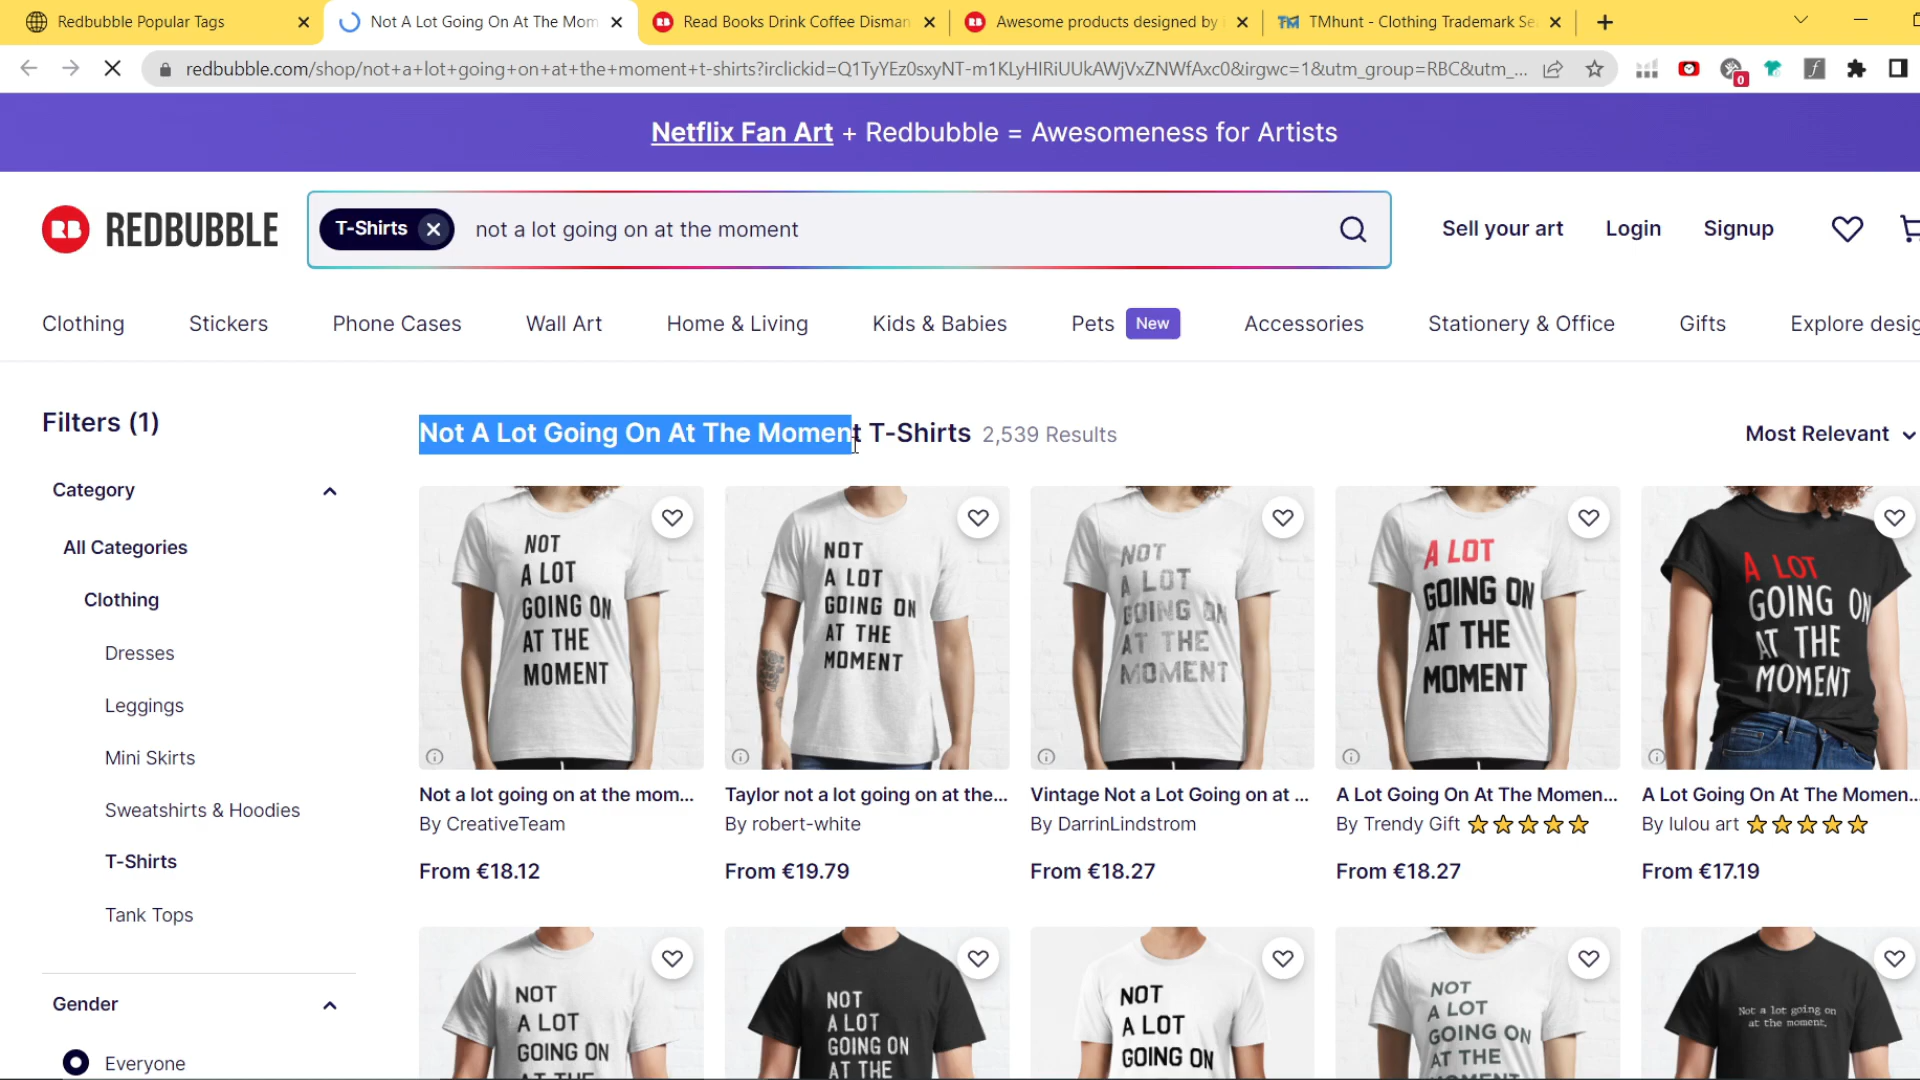 Redbubble Popular Tags
Not A Lot Going On At The Mom
Read Books Drink Coffee Disman
Awesome products designed by i
TMhunt - Clothing Trademark Se
redbubble.com/shop/not+a+lot+going+on+at+the+moment+t-shirts?irclickid=Q1TyYEz0sxyNT-m1KLyHIRiUUkAWjVxZNWfAxc0&irgwc=1&utm_group=RBC&utm_...
0
Netflix Fan Art + Redbubble = Awesomeness for Artists
RB REDBUBBLE
T-Shirts
not a lot going on at the moment
Sell your art
Login
Signup
Clothing
Stickers
Phone Cases
Wall Art
Home & Living
Kids & Babies
Pets
New
Accessories
Stationery & Office
Gifts
Explore desig
Filters (1)
Not A Lot Going On At The Moment T-Shirts 2,539 Results
Most Relevant
Category
All Categories
Clothing
Dresses
Leggings
Mini Skirts
Sweatshirts & Hoodies
T-Shirts
Tank Tops
Gender
Everyone
NOT
A LOT
GOING ON
AT THE
MOMENT
NOT
A LOT
GOING ON
AT THE
MOMENT
NOT
A LOT
GOING ON
AT THE
MOMENT
A LOT
GOING ON
AT THE
MOMENT
A LOT
GOING ON
AT THE
MOMENT
Not a lot going on at the mom...
By CreativeTeam
From €18.12
Taylor not a lot going on at the...
By robert-white
From €19.79
Vintage Not a Lot Going on at ...
By DarrinLindstrom
From €18.27
A Lot Going On At The Momen...
By Trendy Gift
From €18.27
A Lot Going On At The Momen...
By lulou art
From €17.19
NOT
A LOT
GOING ON
AT THE
NOT
A LOT
GOING ON
AT THE
NOT
A LOT
GOING ON
NOT
A LOT
GOING ON
AT THE
MOMENT
Not a lot going on
at the moment.